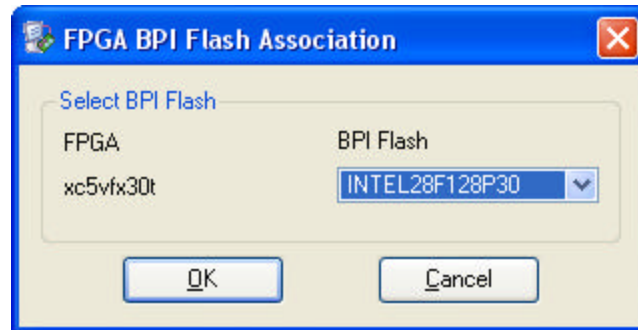 FPGA BPI Flash Association
Select BPI Flash
FPGA BPI Flash
xc5vfx30t INTEL28F128P30
OK Cancel